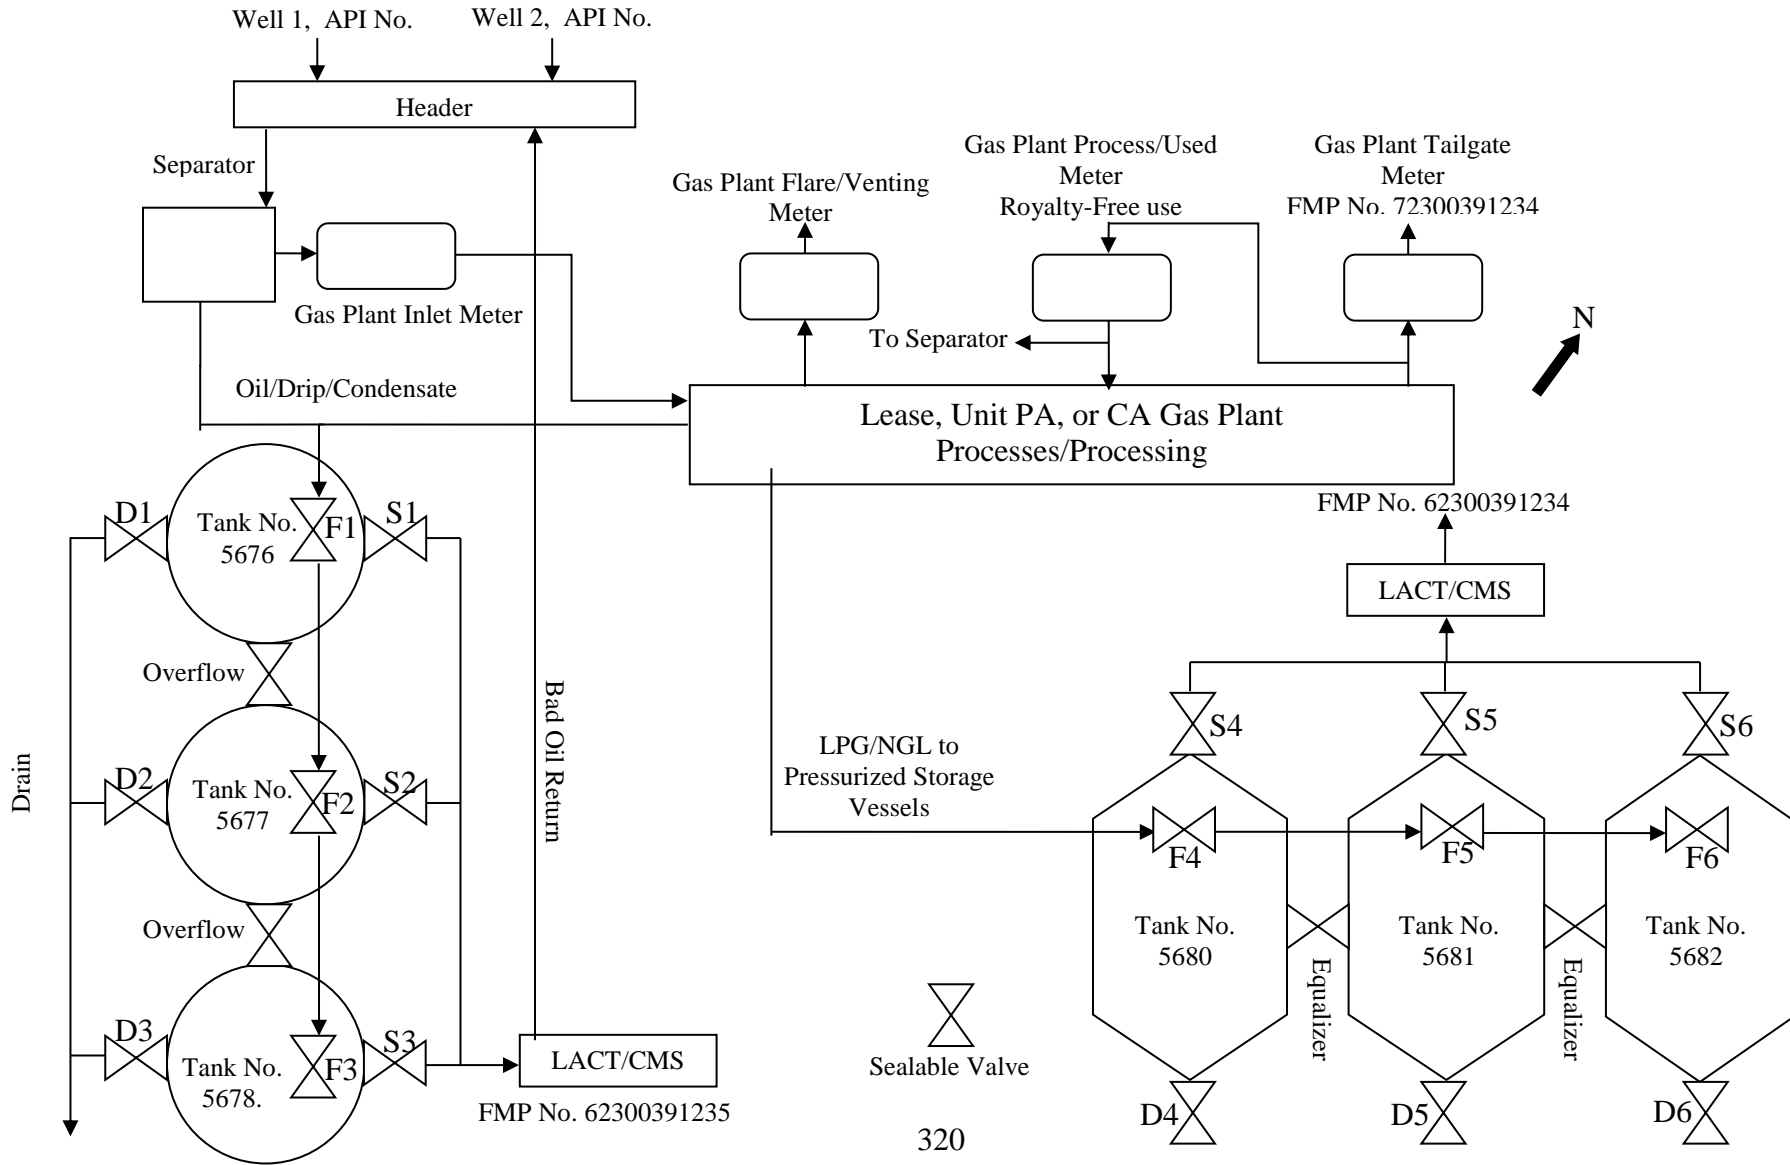 Well 1,  API No.
Well 2,  API No.
Header
Separator
Gas Plant Flare/Venting
Meter
Gas Plant Process/Used
Meter
Royalty-Free use
Gas Plant Tailgate
Meter
FMP No. 72300391234
Gas Plant Inlet Meter
To Separator
N
Oil/Drip/Condensate
Lease, Unit PA, or CA Gas Plant
Processes/Processing
FMP No. 62300391234
LACT/CMS
D1
Tank No.
5676
F1
S1
Overflow
D2
Tank No.
5677
F2
S2
Overflow
D3
Tank No.
5678.
F3
S3
Drain
Bad Oil Return
LACT/CMS
FMP No. 62300391235
LPG/NGL to
Pressurized Storage
Vessels
S4
S5
S6
F4
F5
F6
Tank No.
5680
Tank No.
5681
Tank No.
5682
Equalizer
Equalizer
D4
D5
D6
Sealable Valve
320